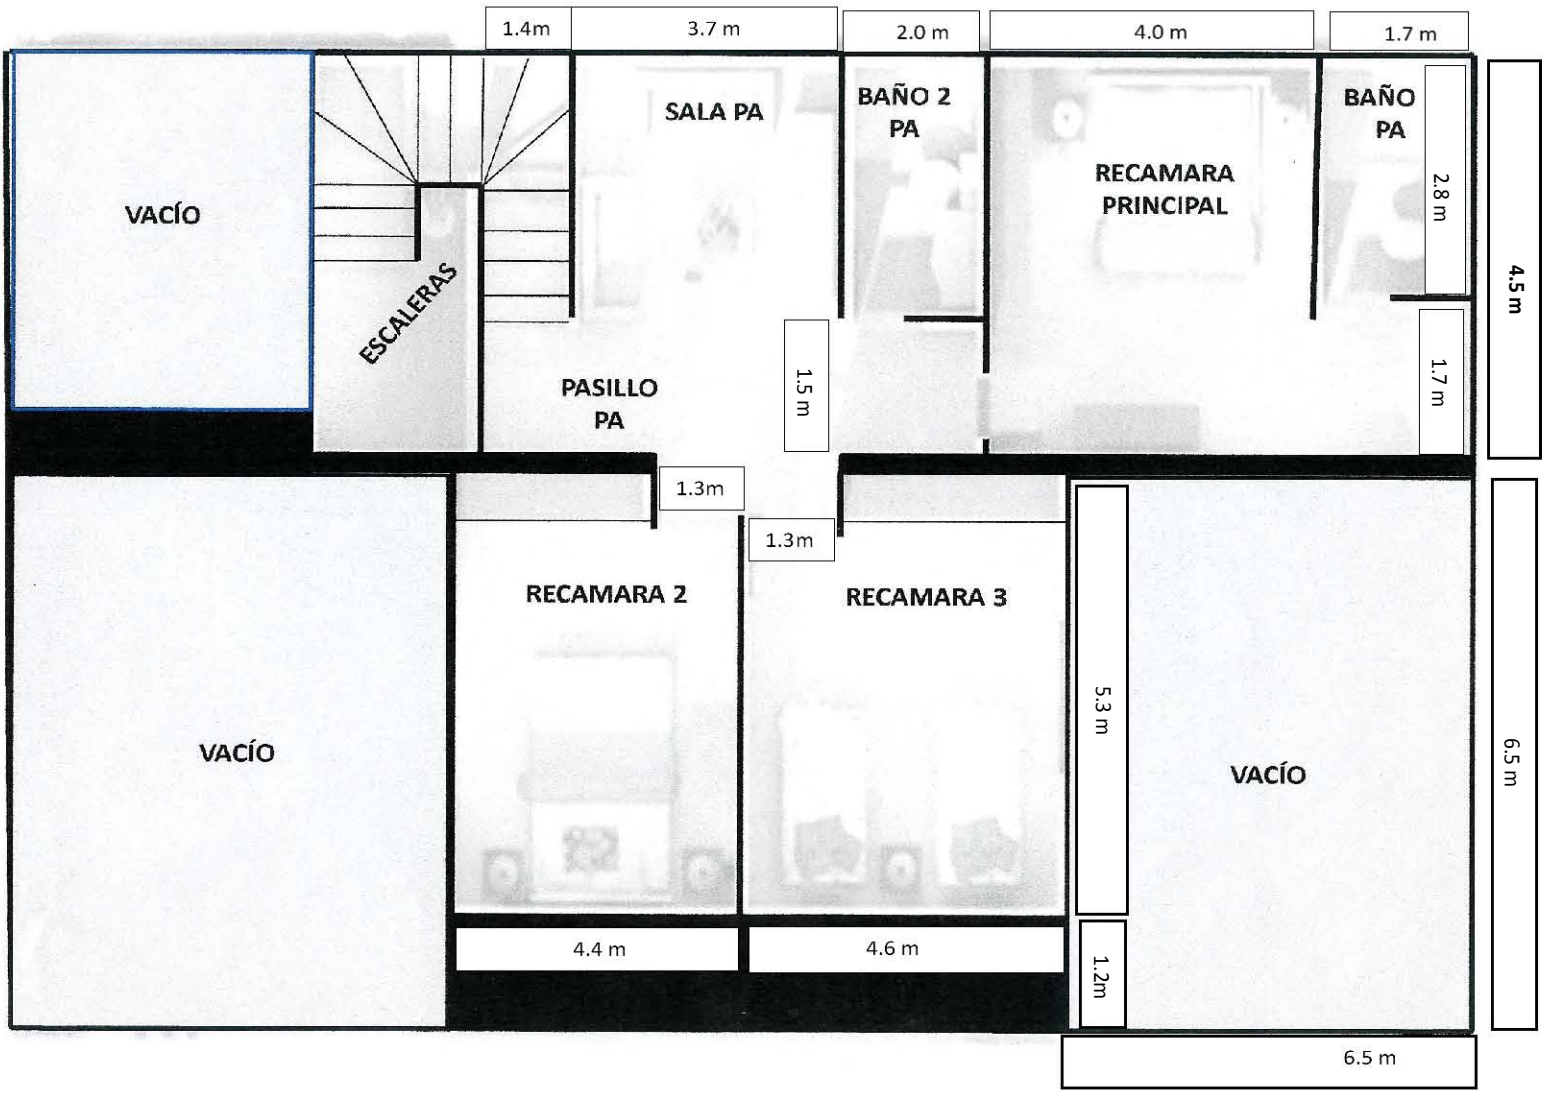 1.4m
3.7 m
2.0 m
4.0 m
1.7 m
SALA PA
BAÑO 2
PA
RECAMARA
PRINCIPAL
BAÑO
PA
2.8 m
VACÍO
ESCALERAS
4.5 m
PASILLO
PA
1.5 m
1.7 m
1.3m
1.3m
RECAMARA 2
RECAMARA 3
5.3 m
VACÍO
VACÍO
6.5 m
4.4 m
4.6 m
1.2m
6.5 m